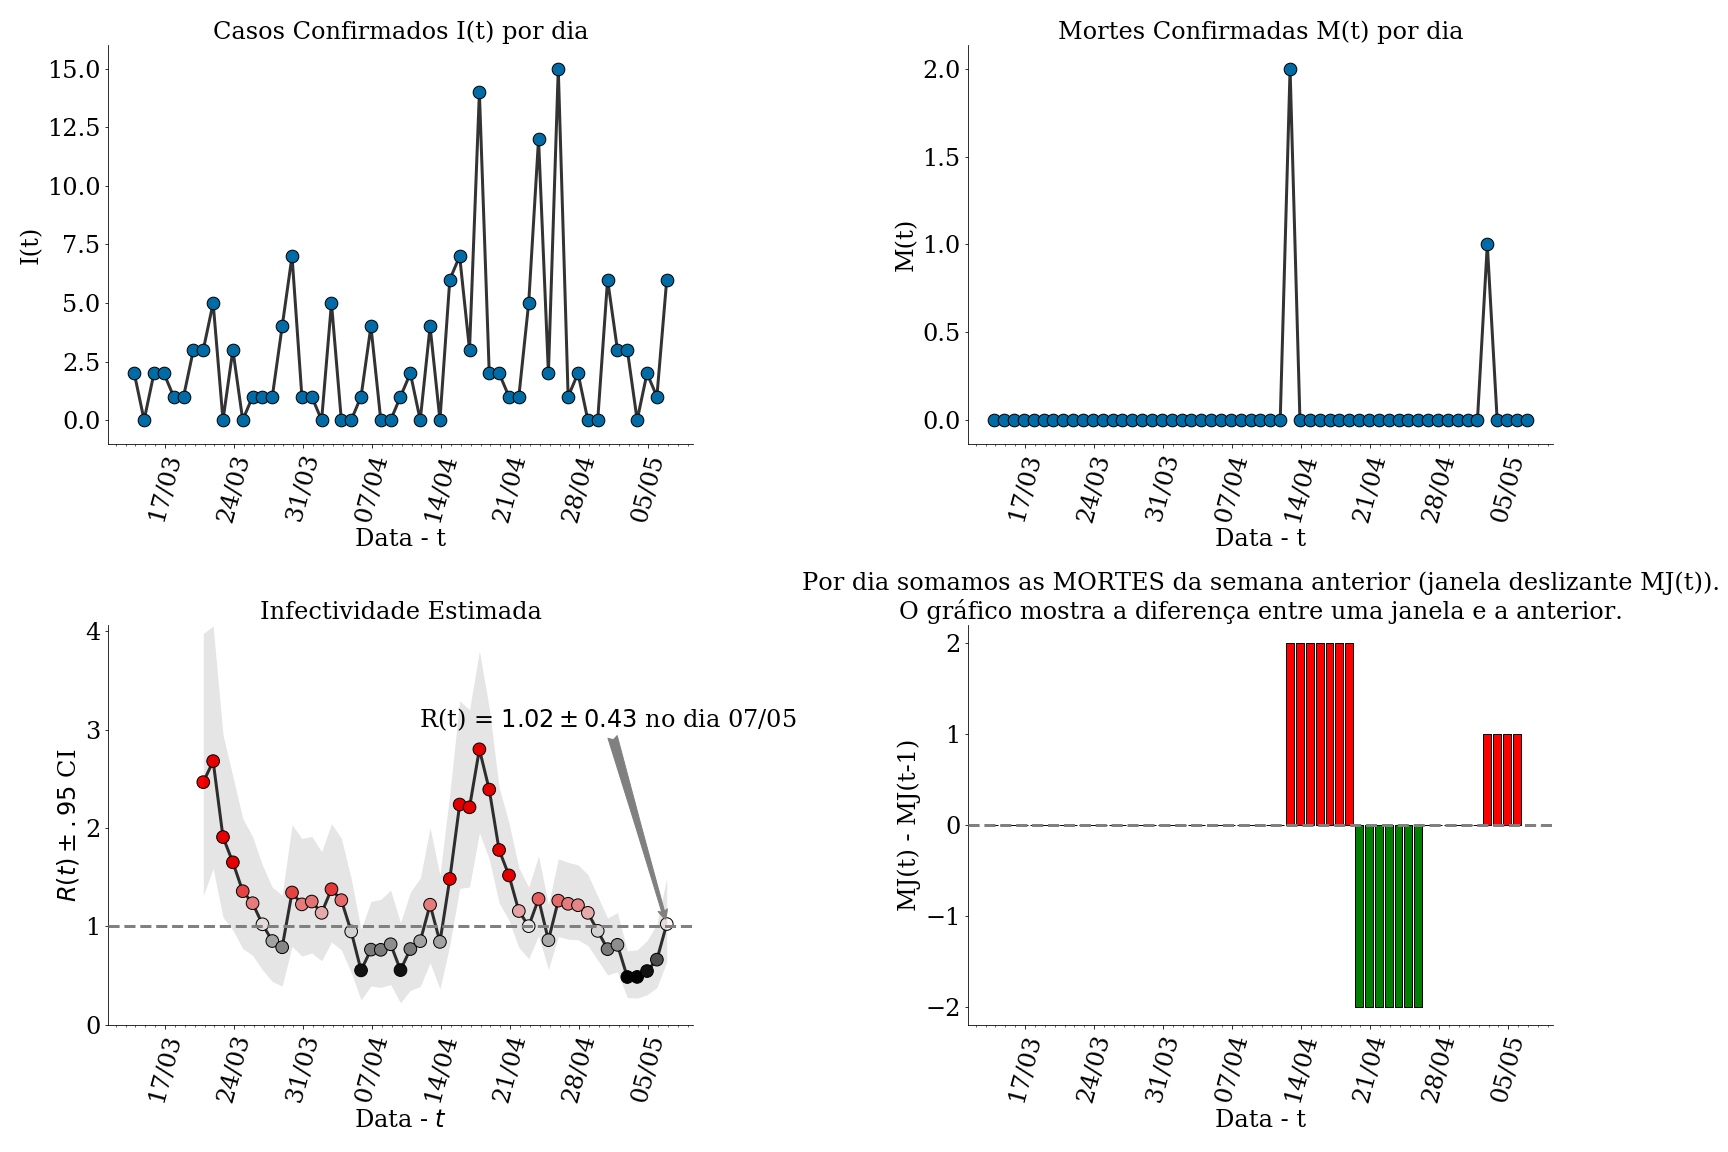 Casos Confirmados I(t) por dia
I(t)
15.0
12.5
10.0
7.5
5.0
2.5
0.0
17/03 24/03 31/03 07/04 14/04 21/04 28/04 05/05
Data - t
Mortes Confirmadas M(t) por dia
M(t)
2.0
1.5
1.0
0.5
0.0
17/03 24/03 31/03 07/04 14/04 21/04 28/04 05/05
Data - t
Infectividade Estimada
R(t) ± .95 CI
4
3
2
1
0
R(t) = 1.02 ± 0.43 no dia 07/05
17/03 24/03 31/03 07/04 14/04 21/04 28/04 05/05
Data - t
Por dia somamos as MORTES da semana anterior (janela deslizante MJ(t)).
O gráfico mostra a diferença entre uma janela e a anterior.
MJ(t) - MJ(t-1)
2
1
0
−1
−2
17/03 24/03 31/03 07/04 14/04 21/04 28/04 05/05
Data - t